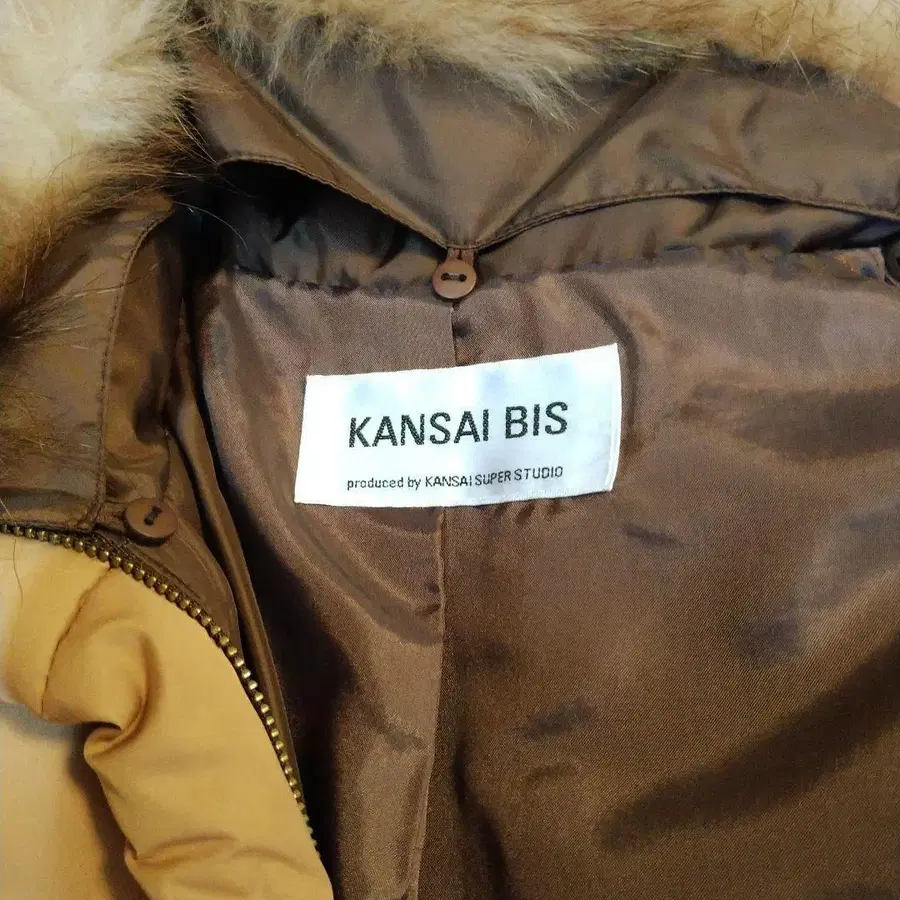 KANSAI BIS
produced by KANSAI SUPER STUDIO